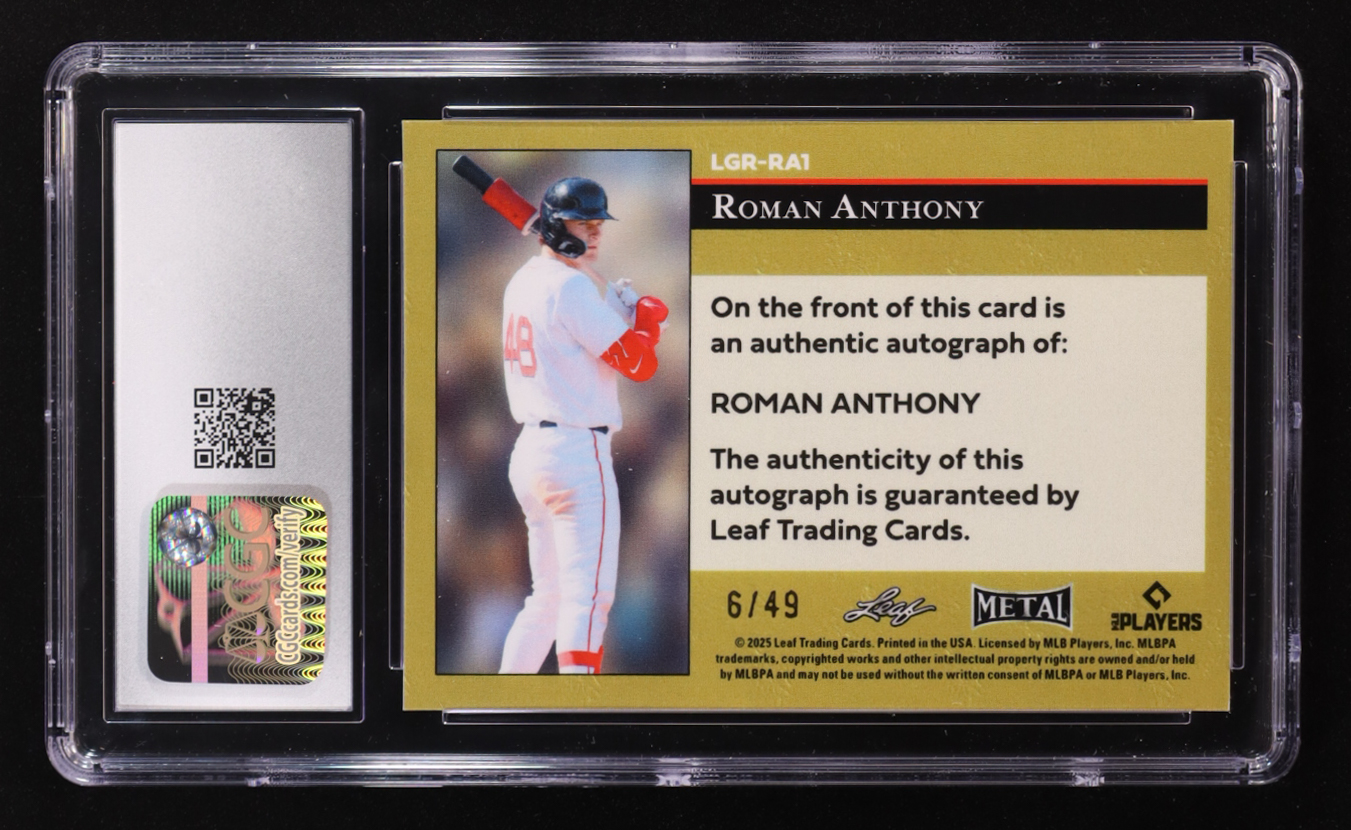 LGR-RA1
ROMAN ANTHONY
48
On the front of this card is
an authentic autograph of:
ROMAN ANTHONY
The authenticity of this
autograph is guaranteed by
Leaf Trading Cards.
6/49
Leaf
METAL
MLB PLAYERS
© 2025 Leaf Trading Cards. Printed in the USA. Licensed by MLB Players, Inc. MLBPA
trademarks, copyrighted works and other intellectual property rights are owned and/or held
by MLBPA and may not be used without the written consent of MLBPA or MLB Players, Inc.
CGC
CGCcards.com/verify